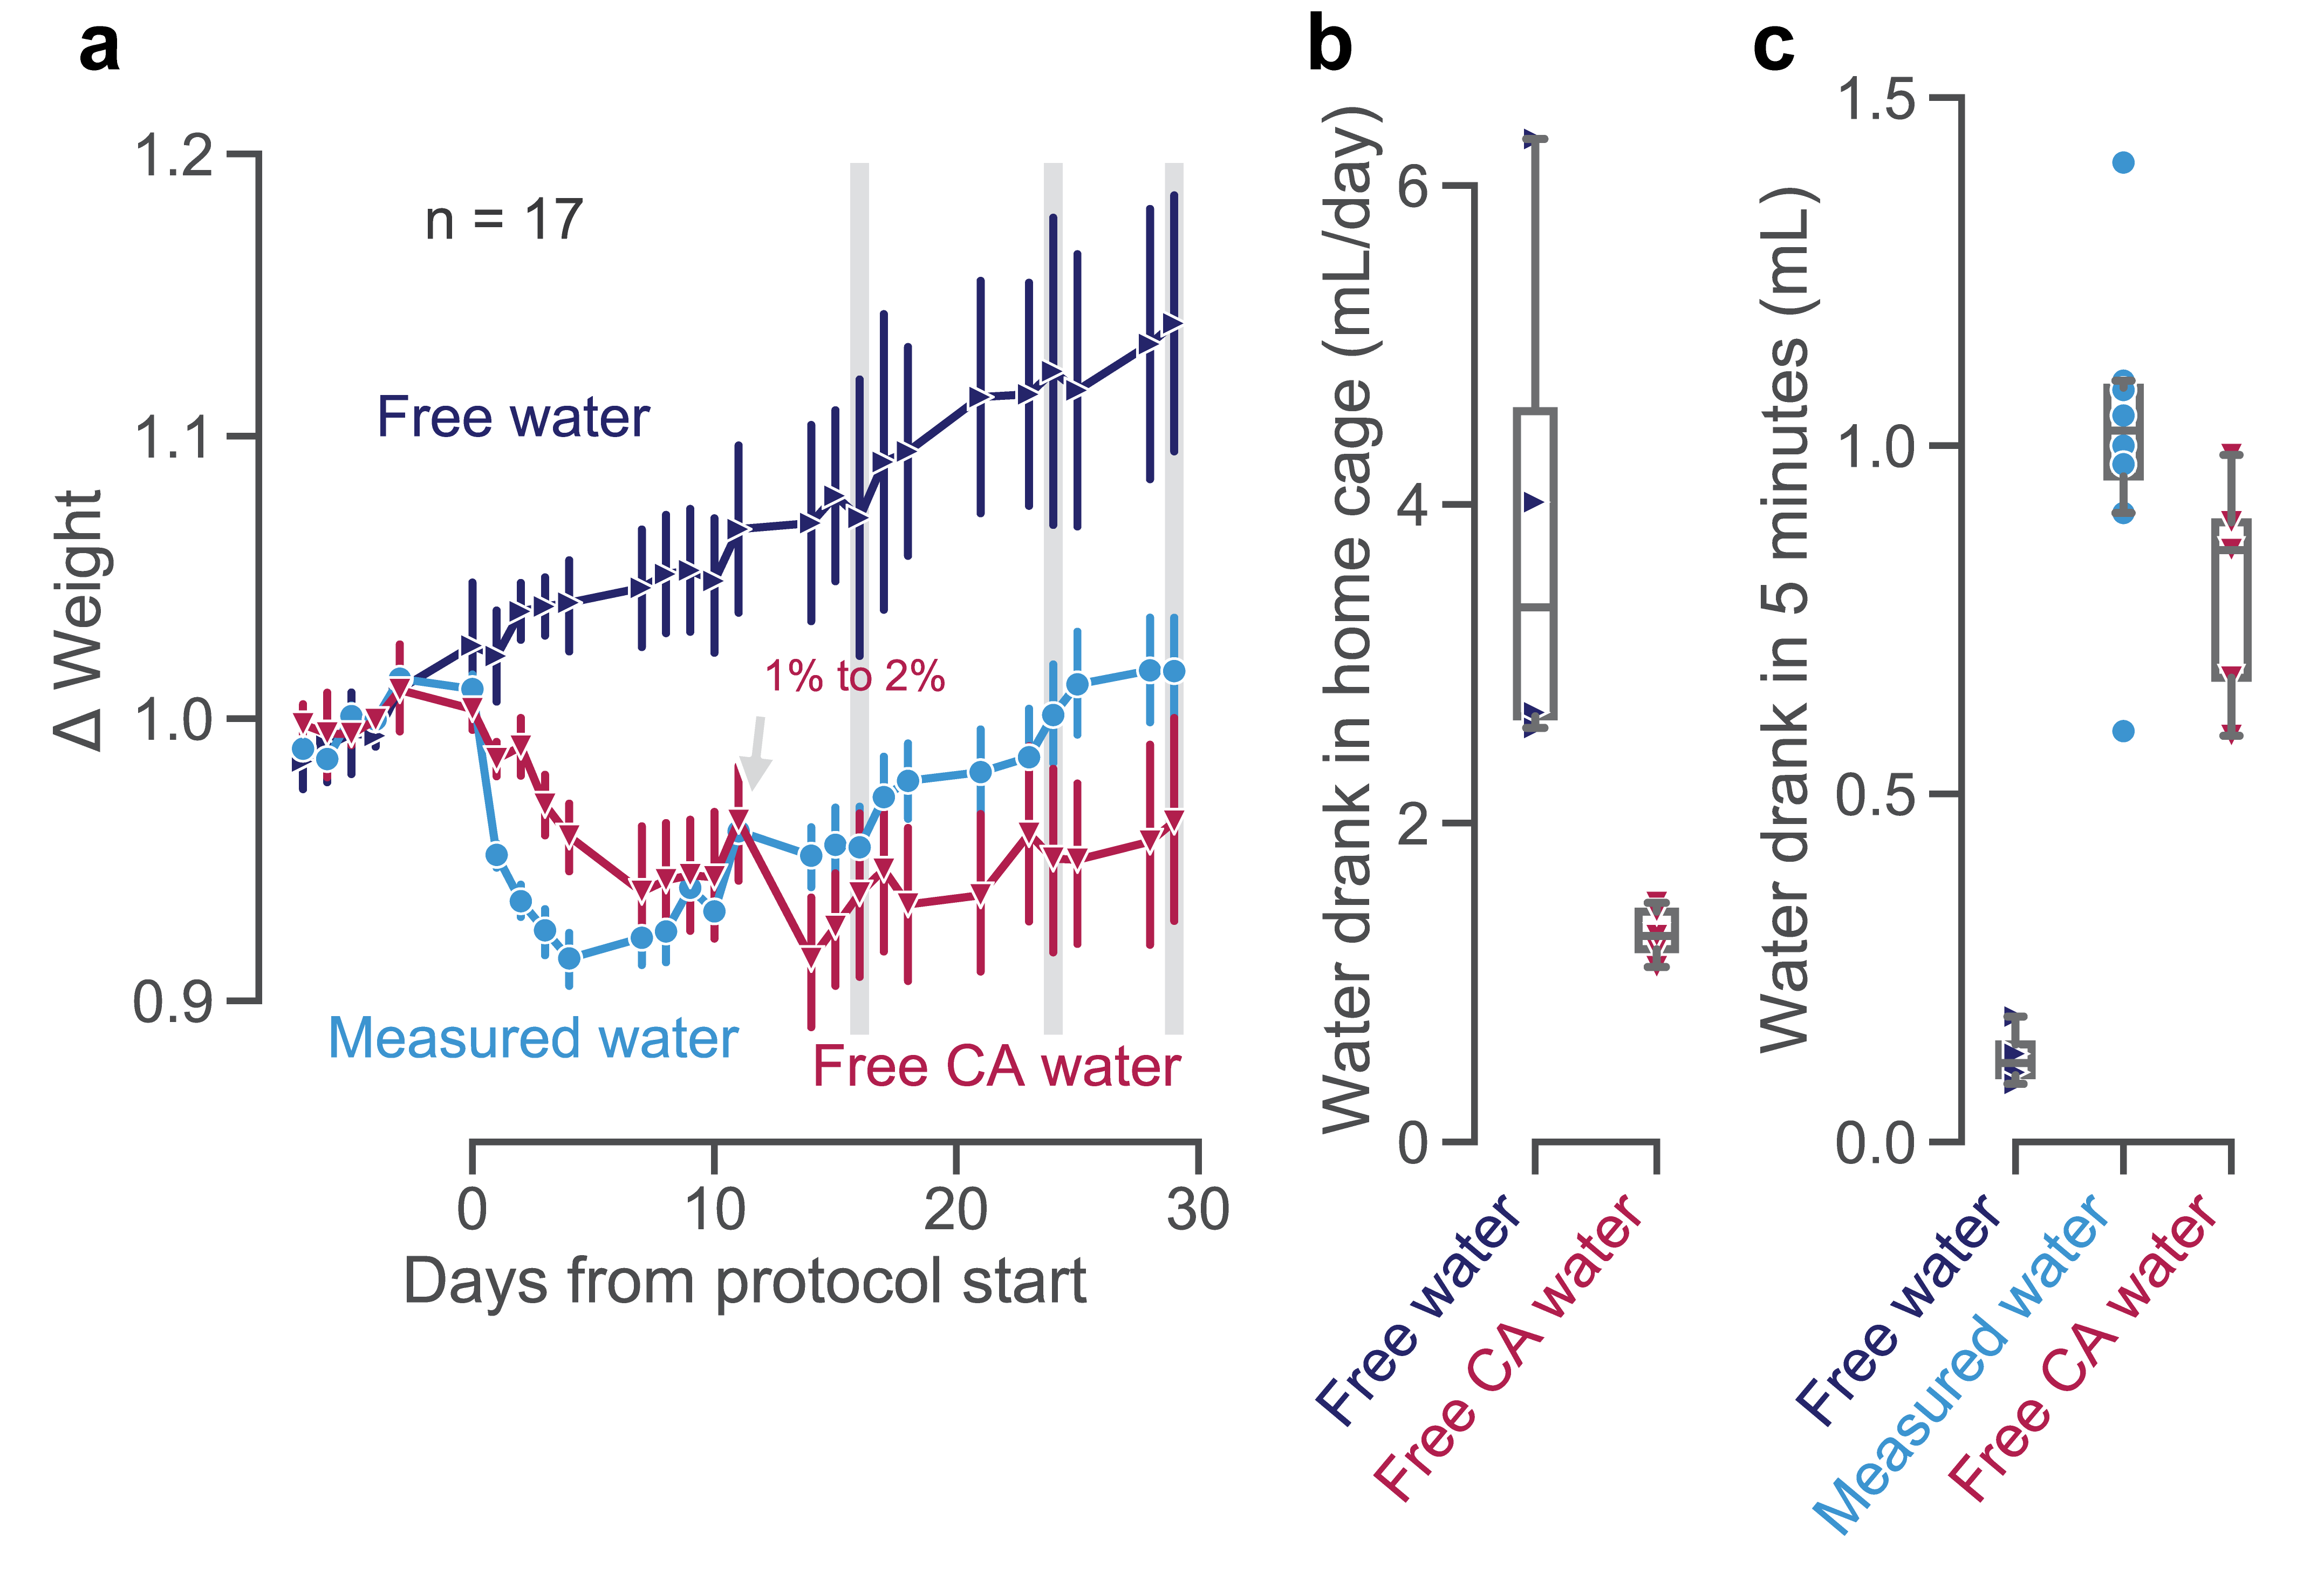 a
1.2
1.1
1.0
0.9
Δ Weight
n = 17
Free water
1% to 2%
Measured water
Free CA water
0
10
20
30
Days from protocol start
b
6
4
2
0
Water drank in home cage (mL/day)
Free water
Free CA water
c
1.5
1.0
0.5
0.0
Water drank in 5 minutes (mL)
Free water
Measured water
Free CA water